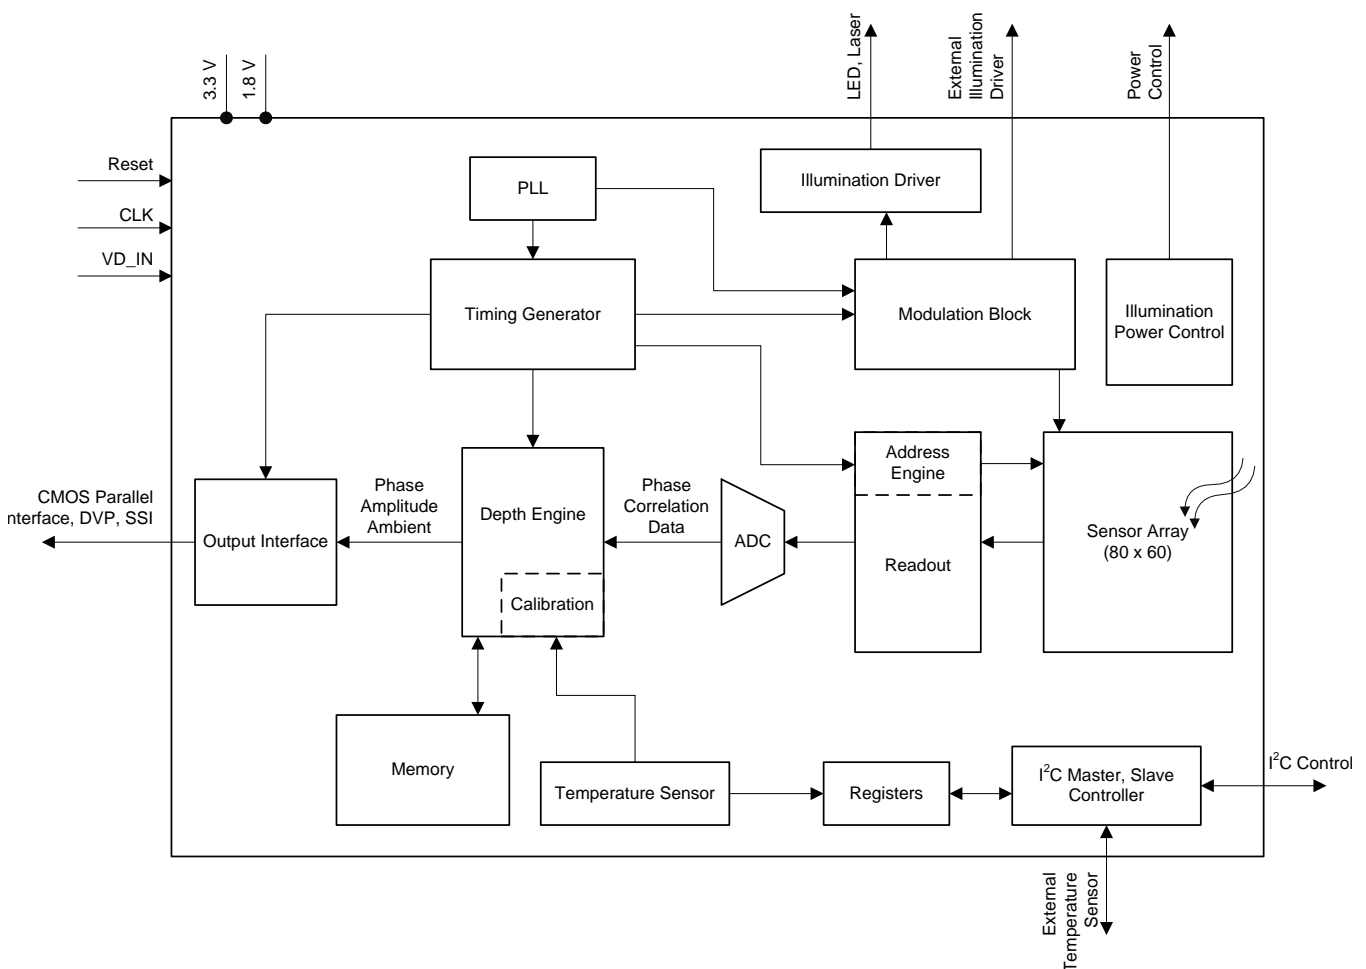 3.3 V
1.8 V
LED, Laser
External
Illumination
Driver
Power
Control
Reset
CLK
VD_IN
PLL
Illumination Driver
Timing Generator
Modulation Block
Illumination
Power Control
CMOS Parallel
nterface, DVP, SSI
Output Interface
Phase
Amplitude
Ambient
Depth Engine
Calibration
Phase
Correlation
Data
ADC
Address
Engine
Readout
Sensor Array
(80 x 60)
Memory
Temperature Sensor
Registers
I²C Master, Slave
Controller
I²C Control
External
Temperature
Sensor